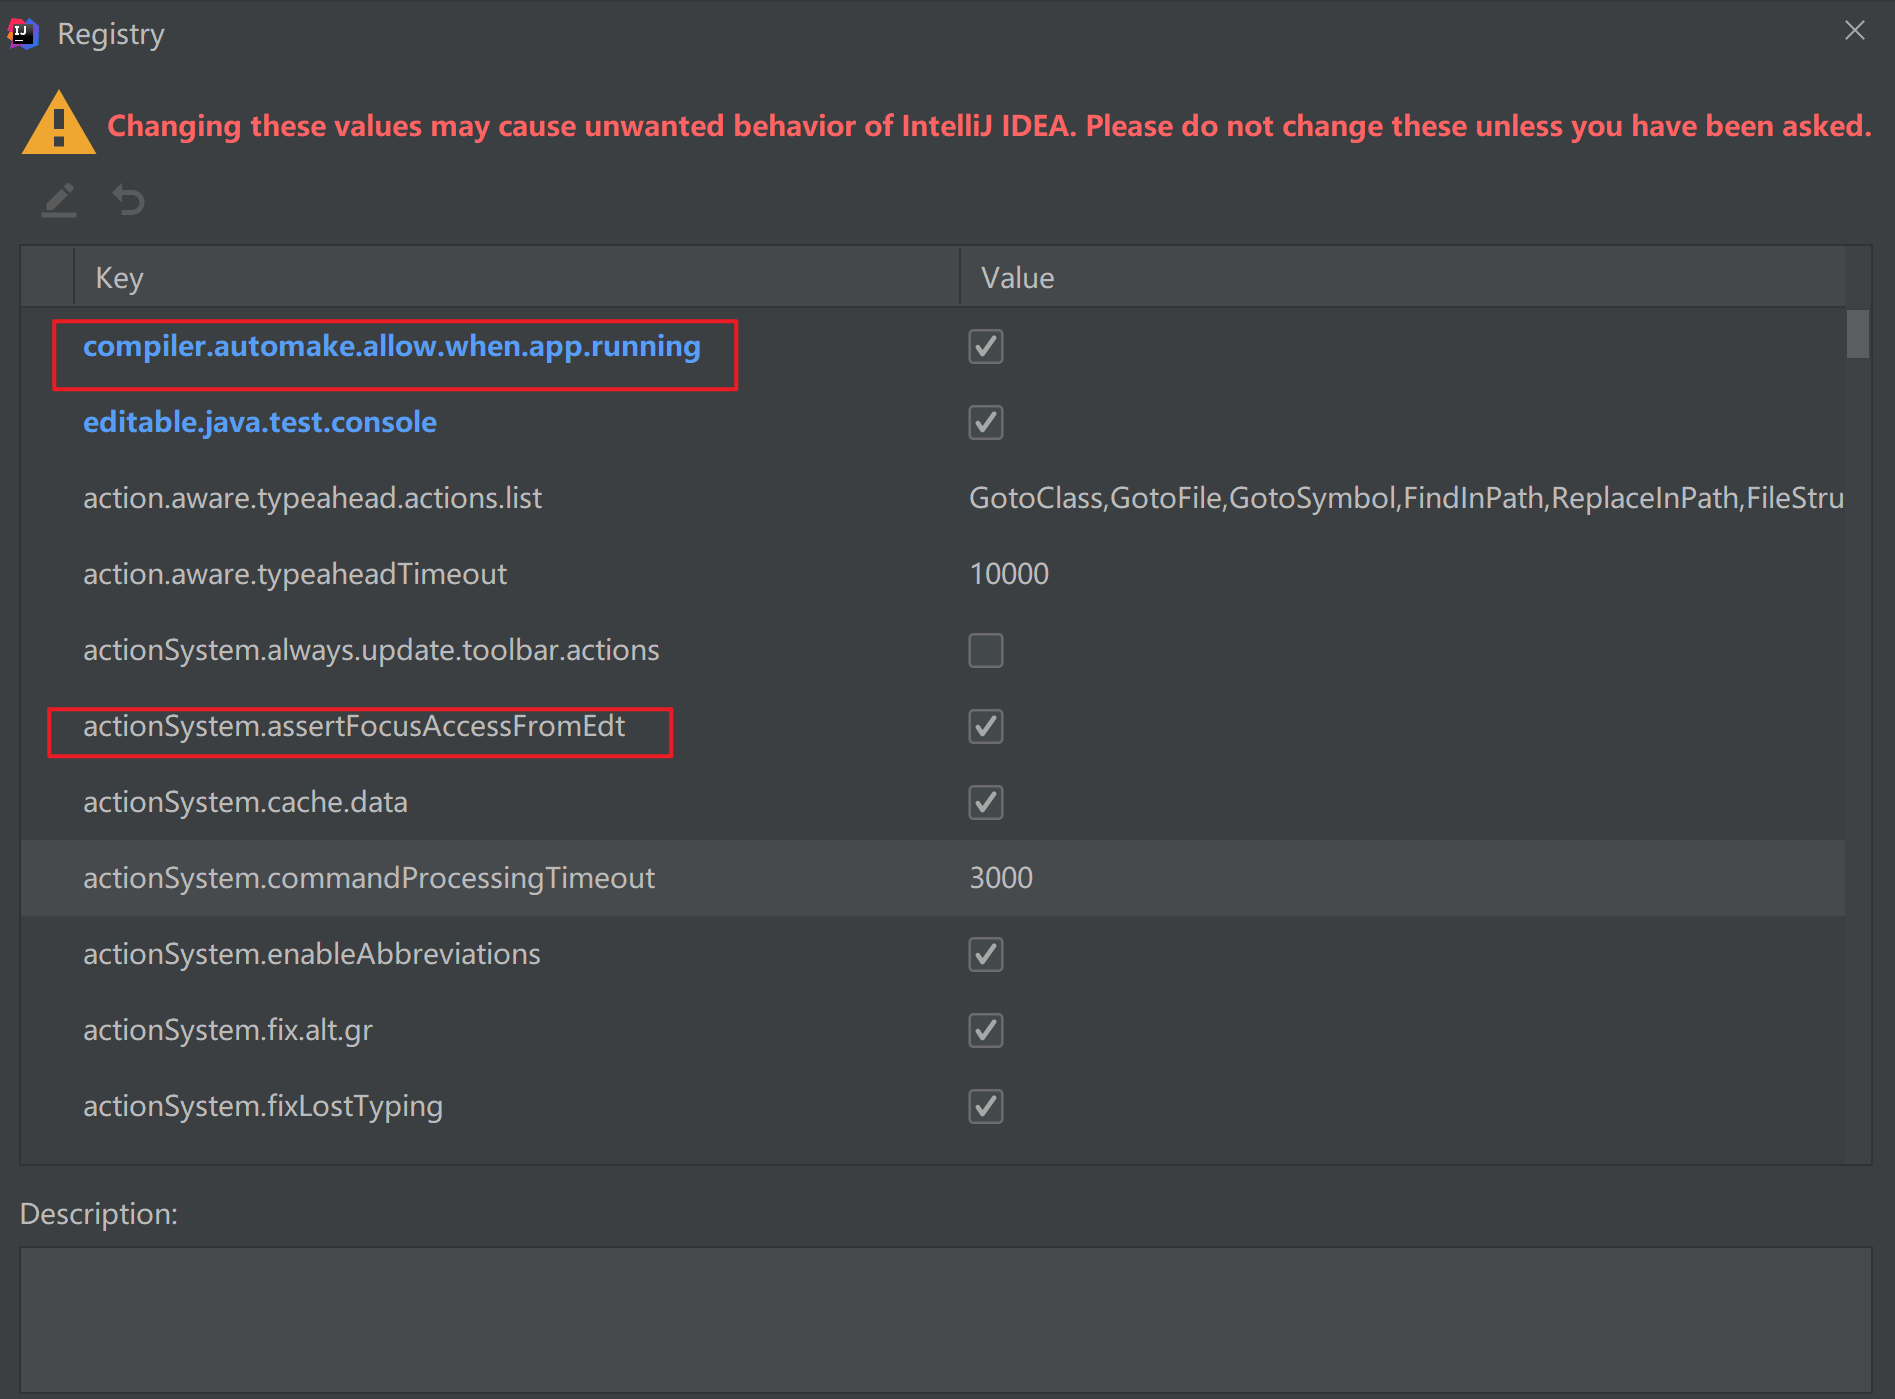 IJ
Registry
Changing these values may cause unwanted behavior of IntelliJ IDEA. Please do not change these unless you have been asked.
Key Value
compiler.automake.allow.when.app.running
editable.java.test.console
action.aware.typeahead.actions.list GotoClass,GotoFile,GotoSymbol,FindInPath,ReplaceInPath,FileStru
action.aware.typeaheadTimeout 10000
actionSystem.always.update.toolbar.actions
actionSystem.assertFocusAccessFromEdt
actionSystem.cache.data
actionSystem.commandProcessingTimeout 3000
actionSystem.enableAbbreviations
actionSystem.fix.alt.gr
actionSystem.fixLostTyping
Description: